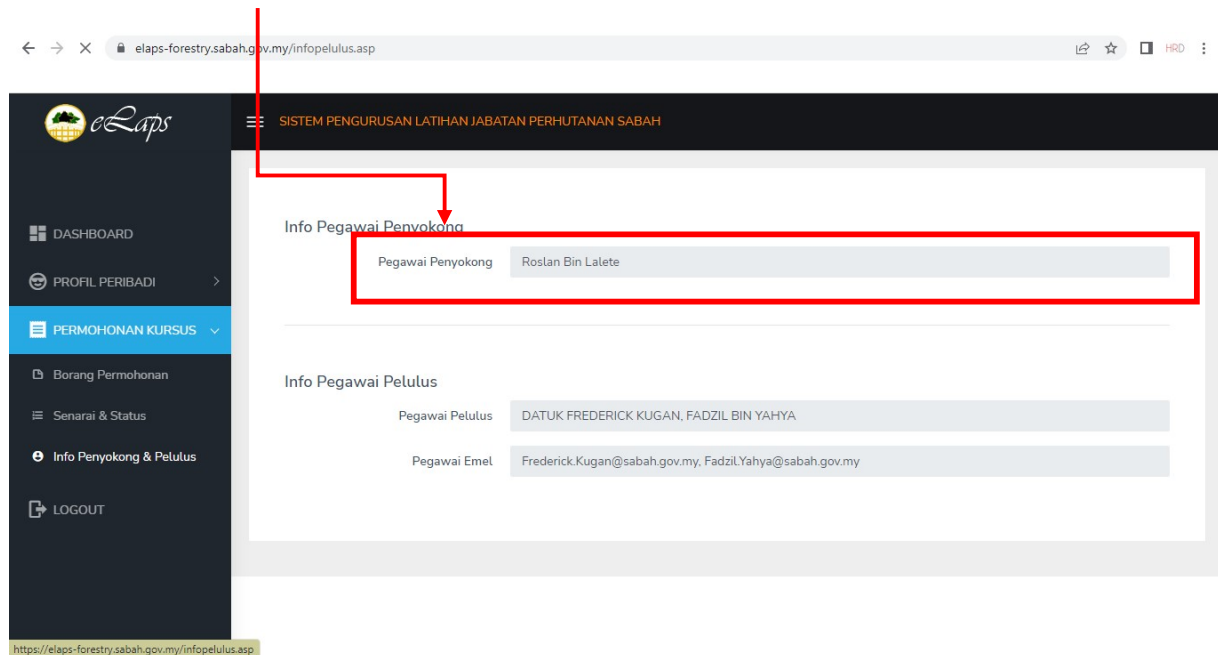 elaps-forestry.sabah.gov.my/infopelulus.asp
HRD
eLaps
SISTEM PENGURUSAN LATIHAN JABATAN PERHUTANAN SABAH
DASHBOARD
PROFIL PERIBADI
PERMOHONAN KURSUS
Borang Permohonan
Senarai & Status
Info Penyokong & Pelulus
LOGOUT
Info Pegawai Penyokong
Pegawai Penyokong Roslan Bin Lalete
Info Pegawai Pelulus
Pegawai Pelulus DATUK FREDERICK KUGAN, FADZIL BIN YAHYA
Pegawai Emel Frederick.Kugan@sabah.gov.my, Fadzil.Yahya@sabah.gov.my
https://elaps-forestry.sabah.gov.my/infopelulus.asp